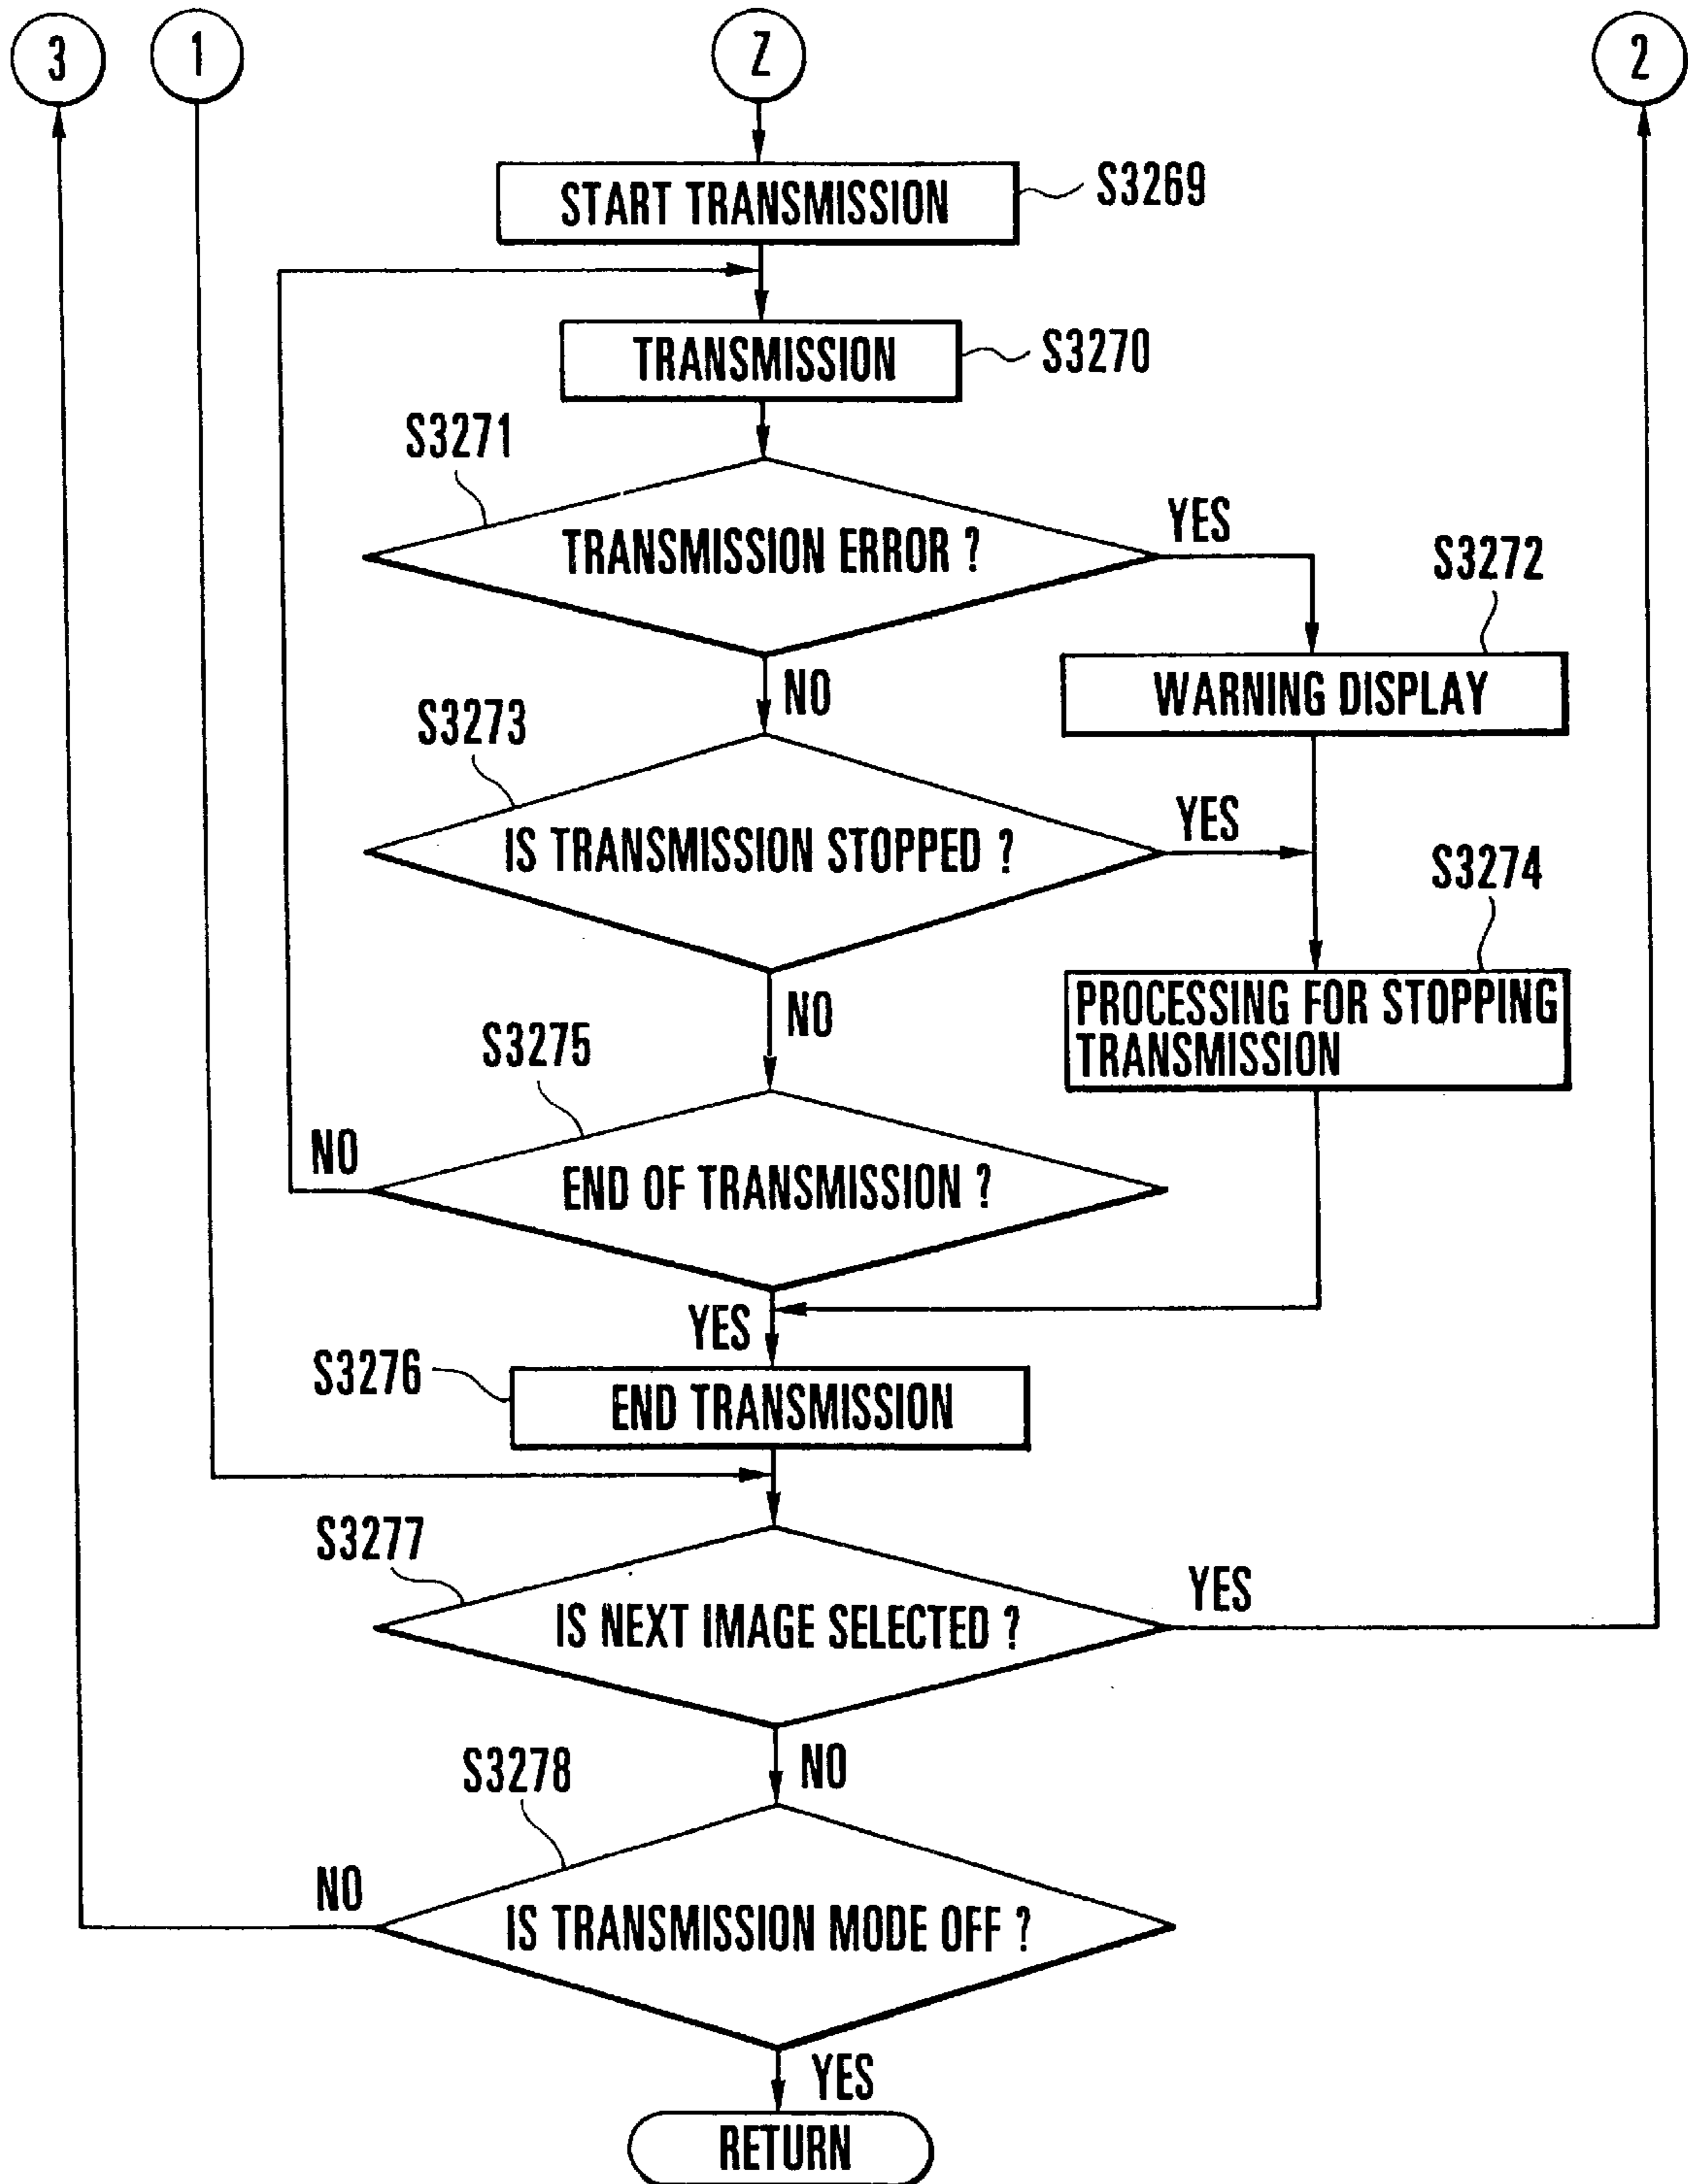 3
1
Z
2
START TRANSMISSION
S3269
TRANSMISSION
S3270
S3271
TRANSMISSION ERROR ?
YES
S3272
NO
WARNING DISPLAY
S3273
IS TRANSMISSION STOPPED ?
YES
S3274
NO
PROCESSING FOR STOPPING
TRANSMISSION
S3275
NO
END OF TRANSMISSION ?
YES
S3276
END TRANSMISSION
S3277
IS NEXT IMAGE SELECTED ?
YES
NO
S3278
NO
IS TRANSMISSION MODE OFF ?
YES
RETURN